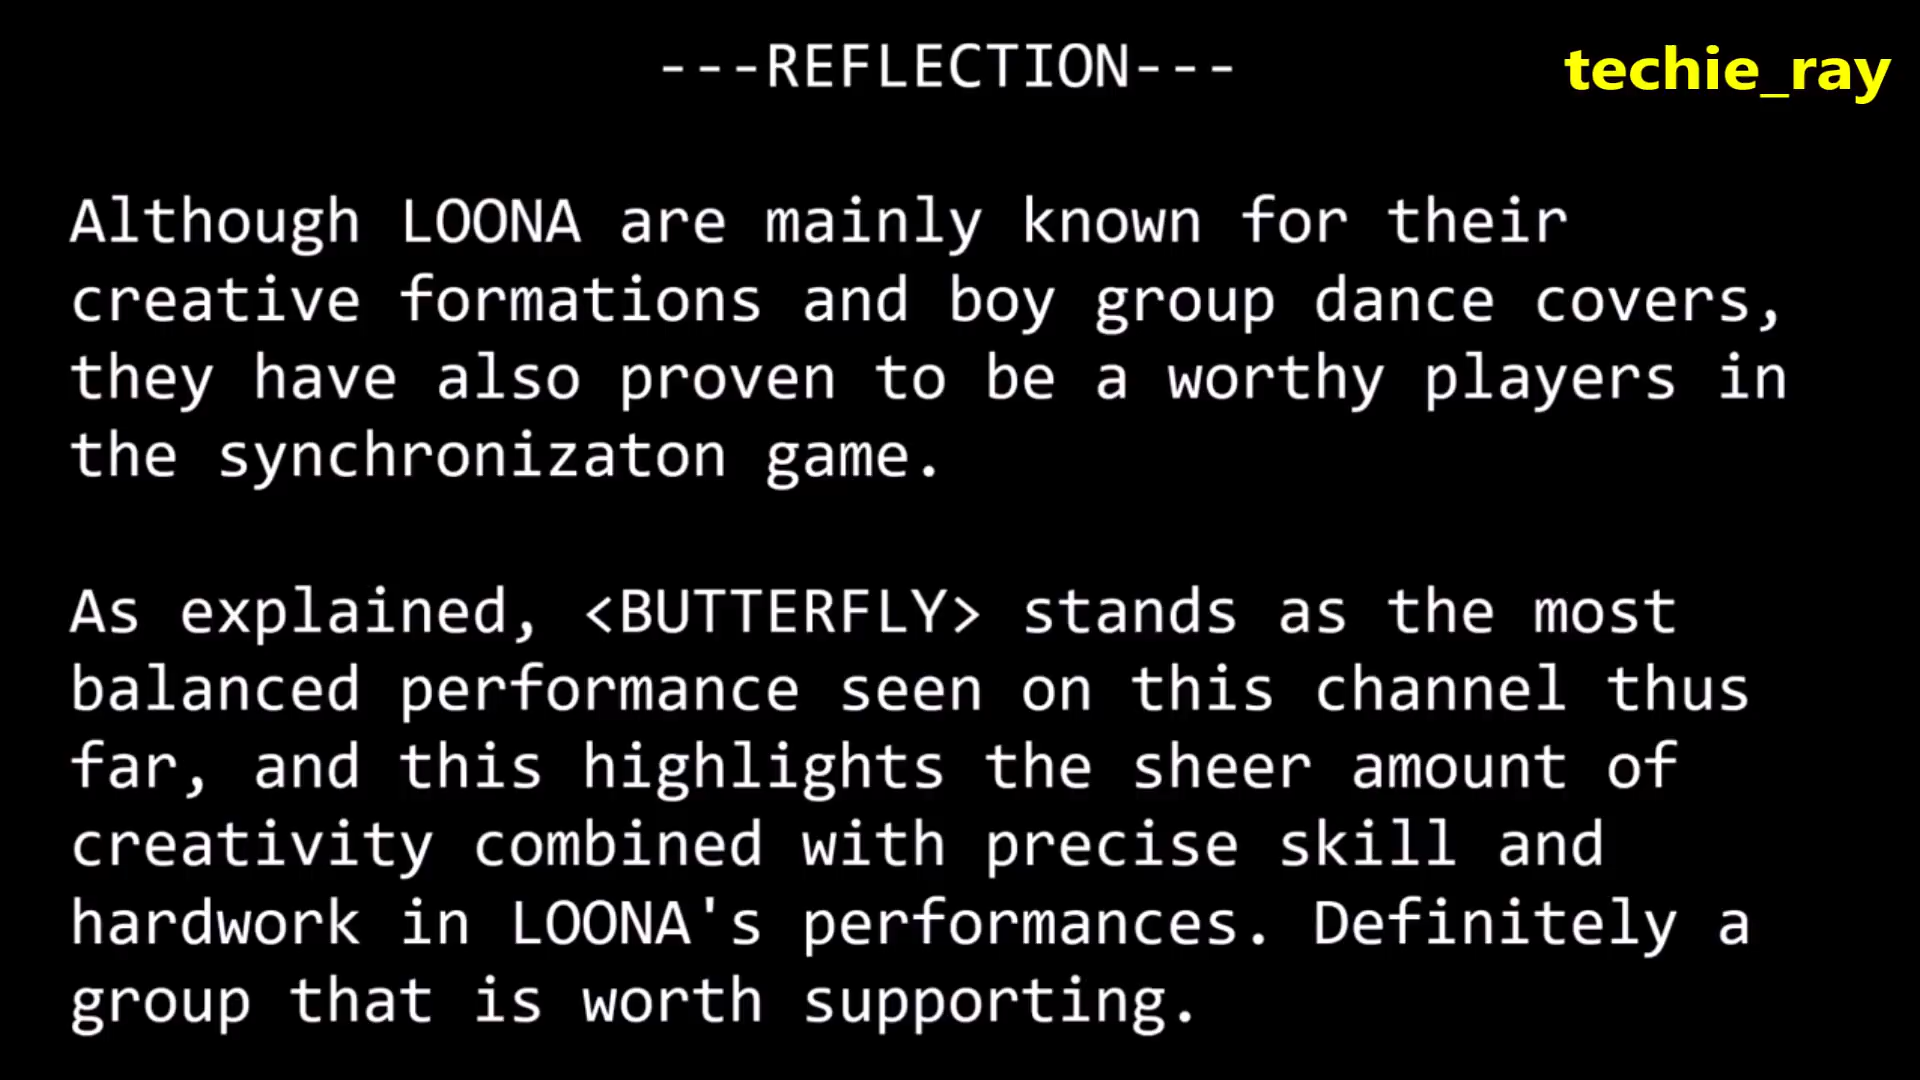 ---REFLECTION---
techie_ray
Although LOONA are mainly known for their
creative formations and boy group dance covers,
they have also proven to be a worthy players in
the synchronizaton game.
As explained, <BUTTERFLY> stands as the most
balanced performance seen on this channel thus
far, and this highlights the sheer amount of
creativity combined with precise skill and
hardwork in LOONA's performances. Definitely a
group that is worth supporting.